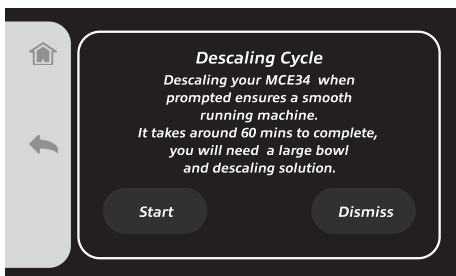 Descaling Cycle
Descaling your MCE34 when
prompted ensures a smooth
running machine.
It takes around 60 mins to complete,
you will need a large bowl
and descaling solution.
Start
Dismiss